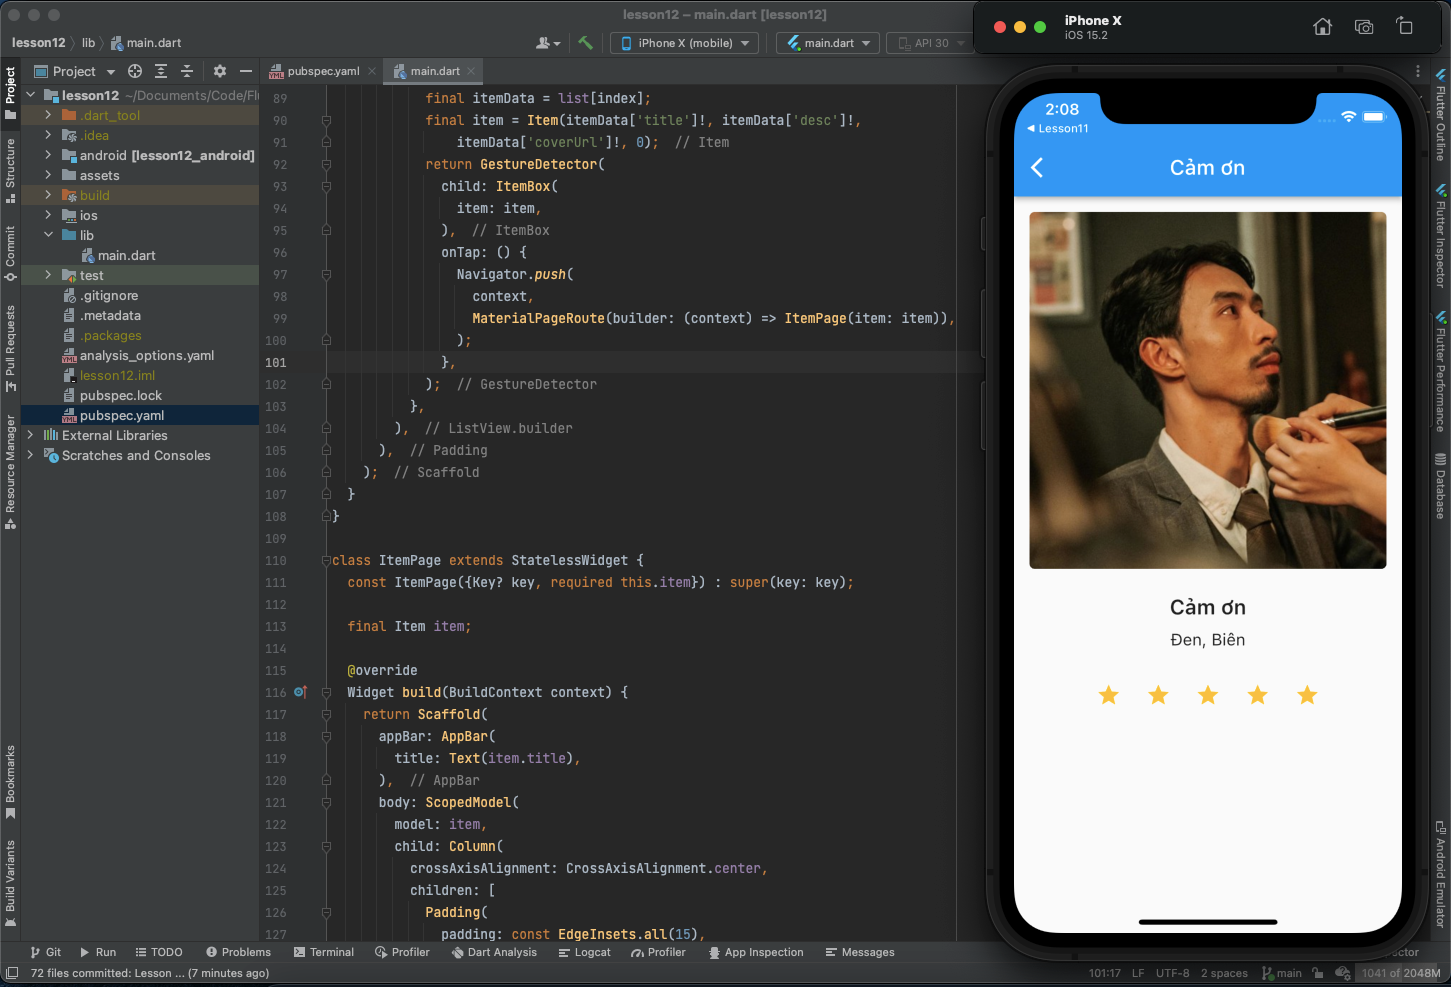 lesson12 – main.dart [lesson12]
lesson12
lib
main.dart
iPhone X (mobile)
main.dart
API 30
Project
pubspec.yaml
main.dart
lesson12 ~/Documents/Code/Fl
.dart_tool
.idea
android [lesson12_android]
assets
build
ios
lib
main.dart
test
.gitignore
.metadata
.packages
analysis_options.yaml
lesson12.iml
pubspec.lock
pubspec.yaml
External Libraries
Scratches and Consoles
Project
Structure
Commit
Pull Requests
Resource Manager
Bookmarks
Build Variants
89 final itemData = list[index];
90 final item = Item(itemData['title']!, itemData['desc']!,
91 itemData['coverUrl']!, 0); // Item
92 return GestureDetector(
93 child: ItemBox(
94 item: item,
95 ), // ItemBox
96 onTap: () {
97 Navigator.push(
98 context,
99 MaterialPageRoute(builder: (context) => ItemPage(item: item)),
100 );
101 },
102 ); // GestureDetector
103 },
104 ), // ListView.builder
105 ), // Padding
106 ); // Scaffold
107 }
108 }
109
110 class ItemPage extends StatelessWidget {
111 const ItemPage({Key? key, required this.item}) : super(key: key);
112
113 final Item item;
114
115 @override
116 Widget build(BuildContext context) {
117 return Scaffold(
118 appBar: AppBar(
119 title: Text(item.title),
120 ), // AppBar
121 body: ScopedModel(
122 model: item,
123 child: Column(
124 crossAxisAlignment: CrossAxisAlignment.center,
125 children: [
126 Padding(
127 padding: const EdgeInsets.all(15),
iPhone X
iOS 15.2
2:08
◀ Lesson11
Cảm ơn
Cảm ơn
Đen, Biên
Flutter Outline
Flutter Inspector
Flutter Performance
Database
Android Emulator
Git
Run
TODO
Problems
Terminal
Profiler
Dart Analysis
Logcat
Profiler
App Inspection
Messages
72 files committed: Lesson ... (7 minutes ago)
101:17 LF UTF-8 2 spaces main 1041 of 2048M